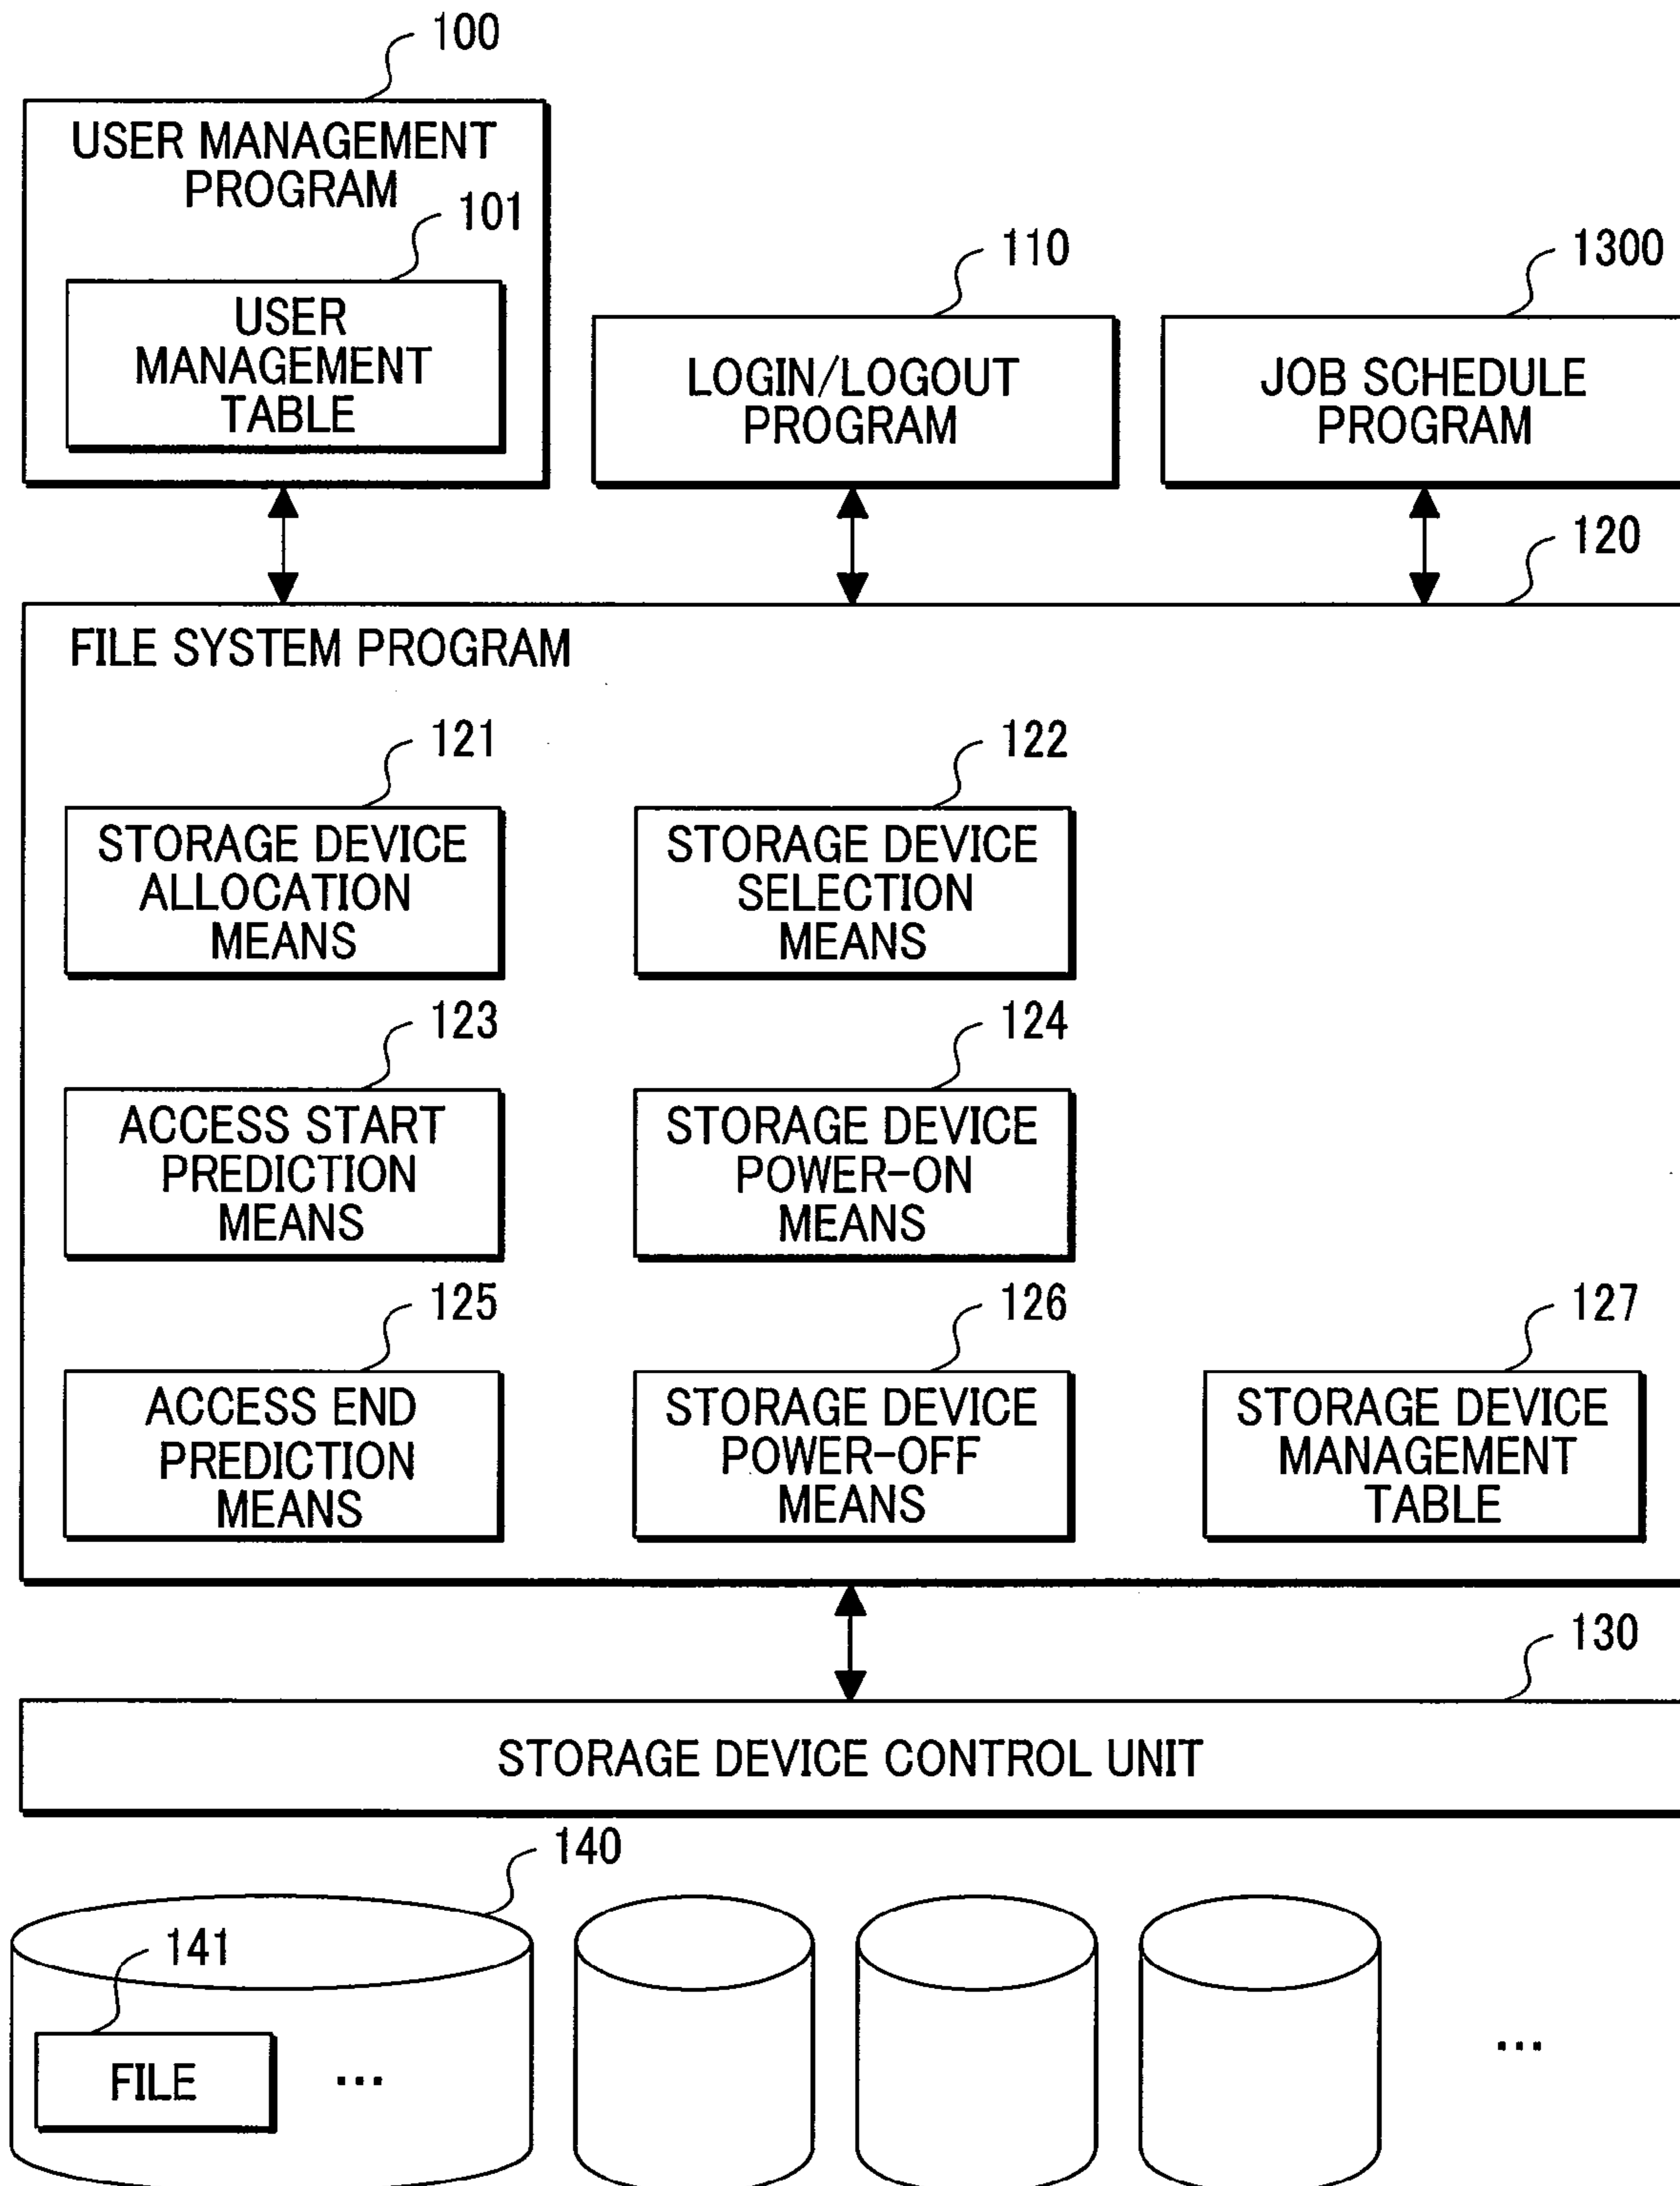 100
USER MANAGEMENT
PROGRAM
101
USER
MANAGEMENT
TABLE
110
LOGIN/LOGOUT
PROGRAM
1300
JOB SCHEDULE
PROGRAM
120
FILE SYSTEM PROGRAM
121
STORAGE DEVICE
ALLOCATION
MEANS
122
STORAGE DEVICE
SELECTION
MEANS
123
ACCESS START
PREDICTION
MEANS
124
STORAGE DEVICE
POWER-ON
MEANS
125
ACCESS END
PREDICTION
MEANS
126
STORAGE DEVICE
POWER-OFF
MEANS
127
STORAGE DEVICE
MANAGEMENT
TABLE
130
STORAGE DEVICE CONTROL UNIT
140
141
FILE
...
...